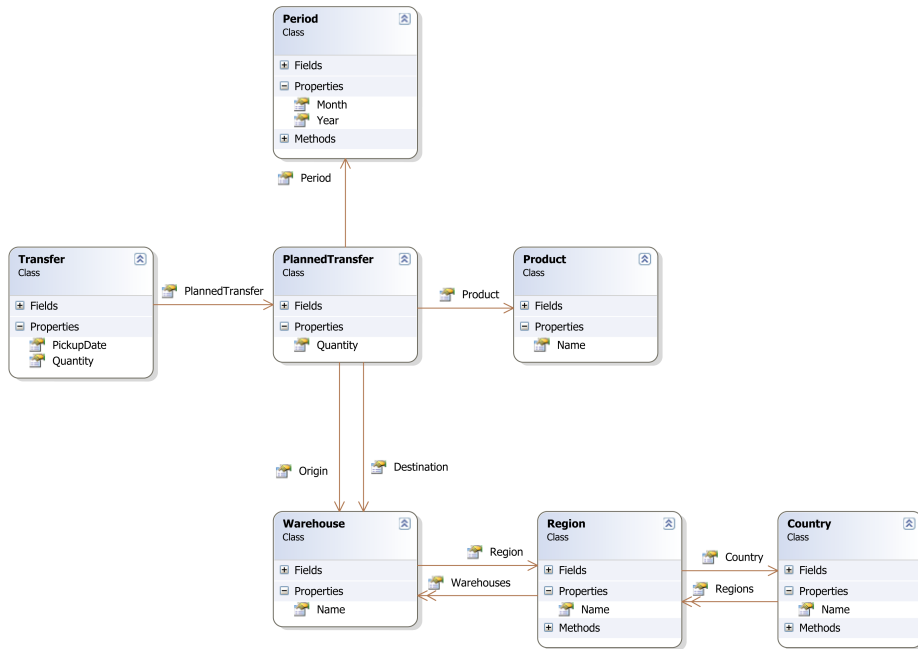 Period
Class
Fields
Properties
Month
Year
Methods
Period
Transfer
Class
Fields
Properties
PickupDate
Quantity
PlannedTransfer
PlannedTransfer
Class
Fields
Properties
Quantity
Product
Product
Class
Fields
Properties
Name
Origin
Destination
Warehouse
Class
Fields
Properties
Name
Region
Warehouses
Region
Class
Fields
Properties
Name
Methods
Country
Regions
Country
Class
Fields
Properties
Name
Methods